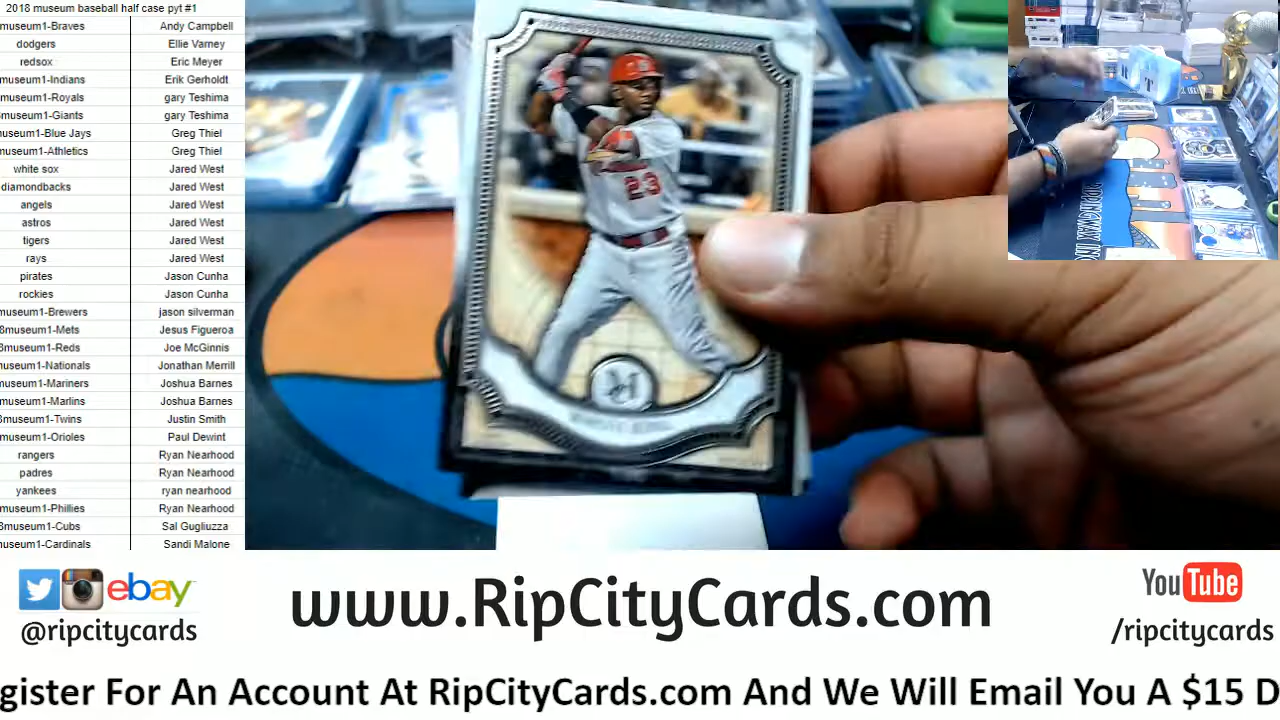 2018 museum baseball half case pyt #1
museum1-Braves Andy Campbell
dodgers Ellie Varney
redsox Eric Meyer
museum1-Indians Erik Gerholdt
museum1-Royals gary Teshima
museum1-Giants gary Teshima
museum1-Blue Jays Greg Thiel
museum1-Athletics Greg Thiel
white sox Jared West
diamondbacks Jared West
angels Jared West
astros Jared West
tigers Jared West
rays Jared West
pirates Jason Cunha
rockies Jason Cunha
museum1-Brewers jason silverman
8museum1-Mets Jesus Figueroa
8museum1-Reds Joe McGinnis
museum1-Nationals Jonathan Merrill
museum1-Mariners Joshua Barnes
museum1-Marlins Joshua Barnes
8museum1-Twins Justin Smith
museum1-Orioles Paul Dewint
rangers Ryan Nearhood
padres Ryan Nearhood
yankees ryan nearhood
museum1-Phillies Ryan Nearhood
8museum1-Cubs Sal Gugliuzza
museum1-Cardinals Sandi Malone
23
ebay
@ripcitycards
www.RipCityCards.com
YouTube
/ripcitycards
gister For An Account At RipCityCards.com And We Will Email You A $15 D